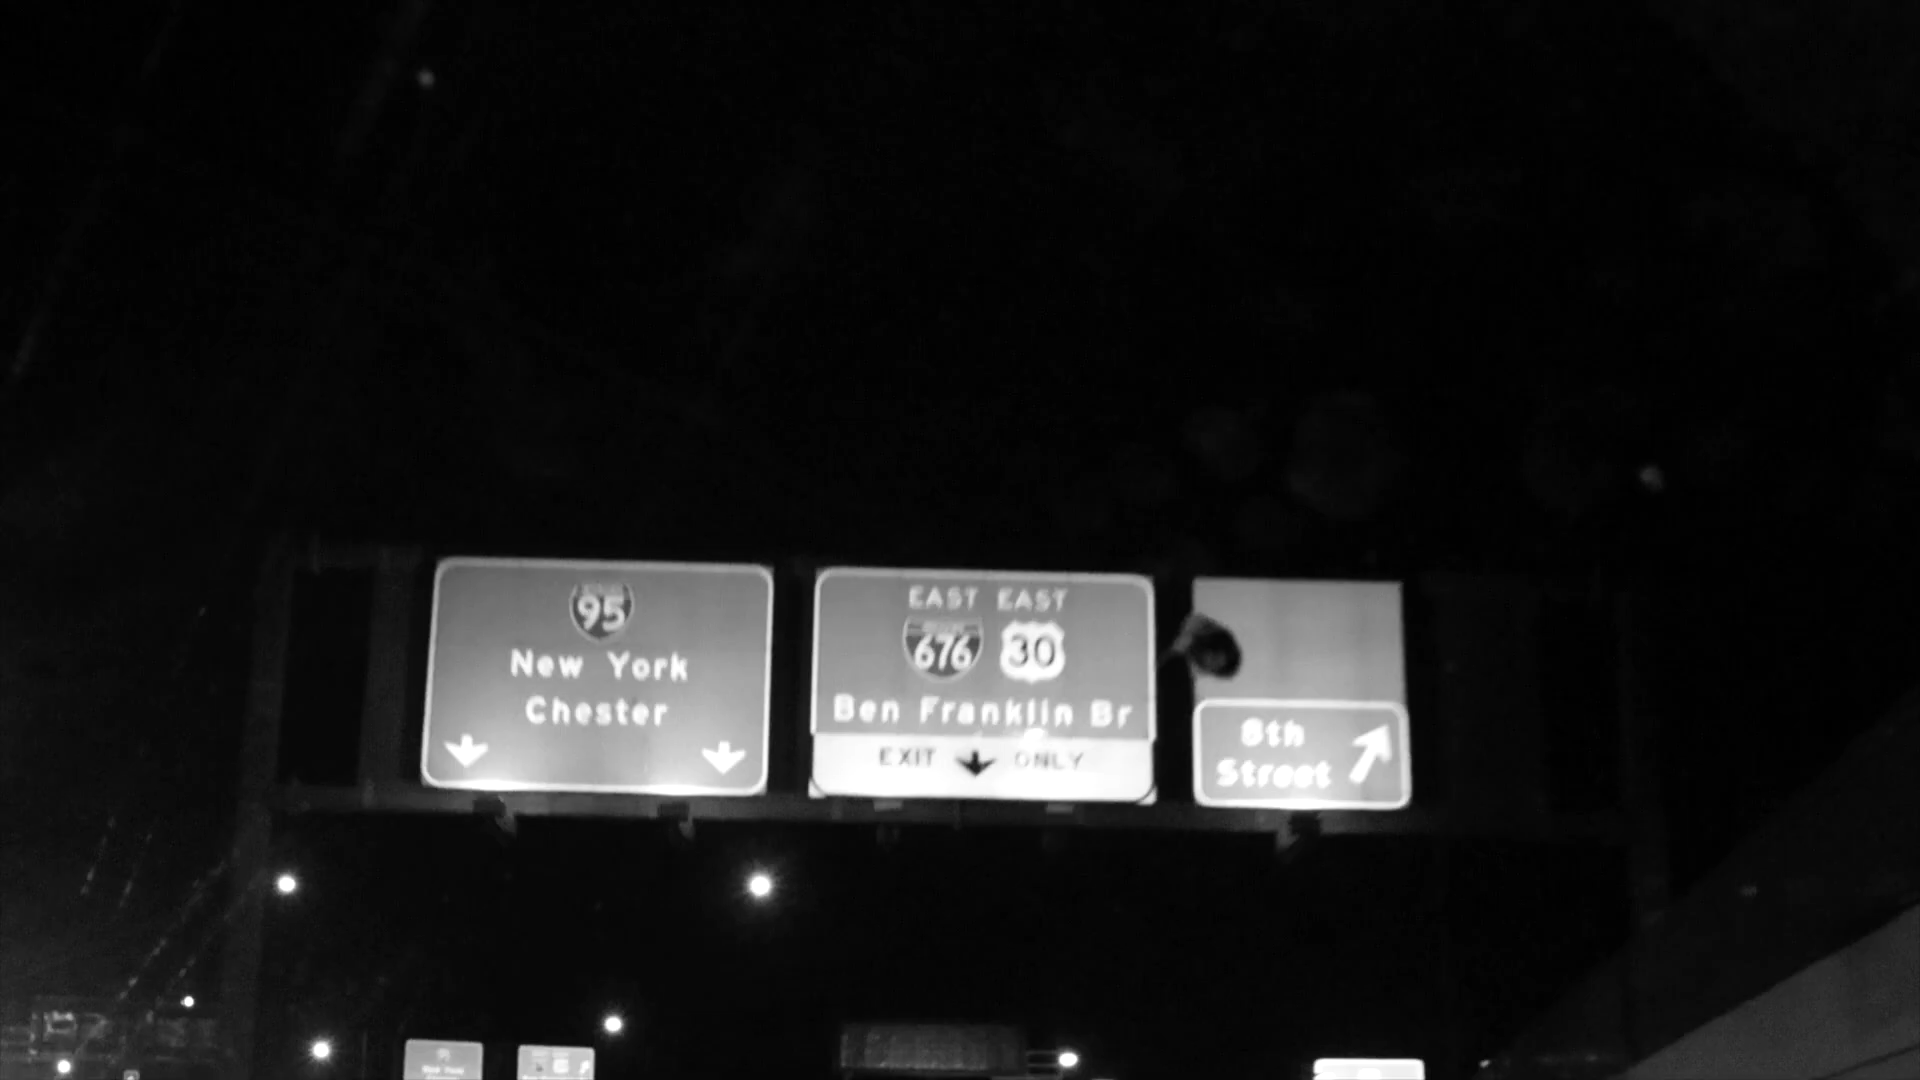 95
New York
Chester
EAST EAST
676 30
Ben Franklin Br
EXIT ONLY
8th
Street